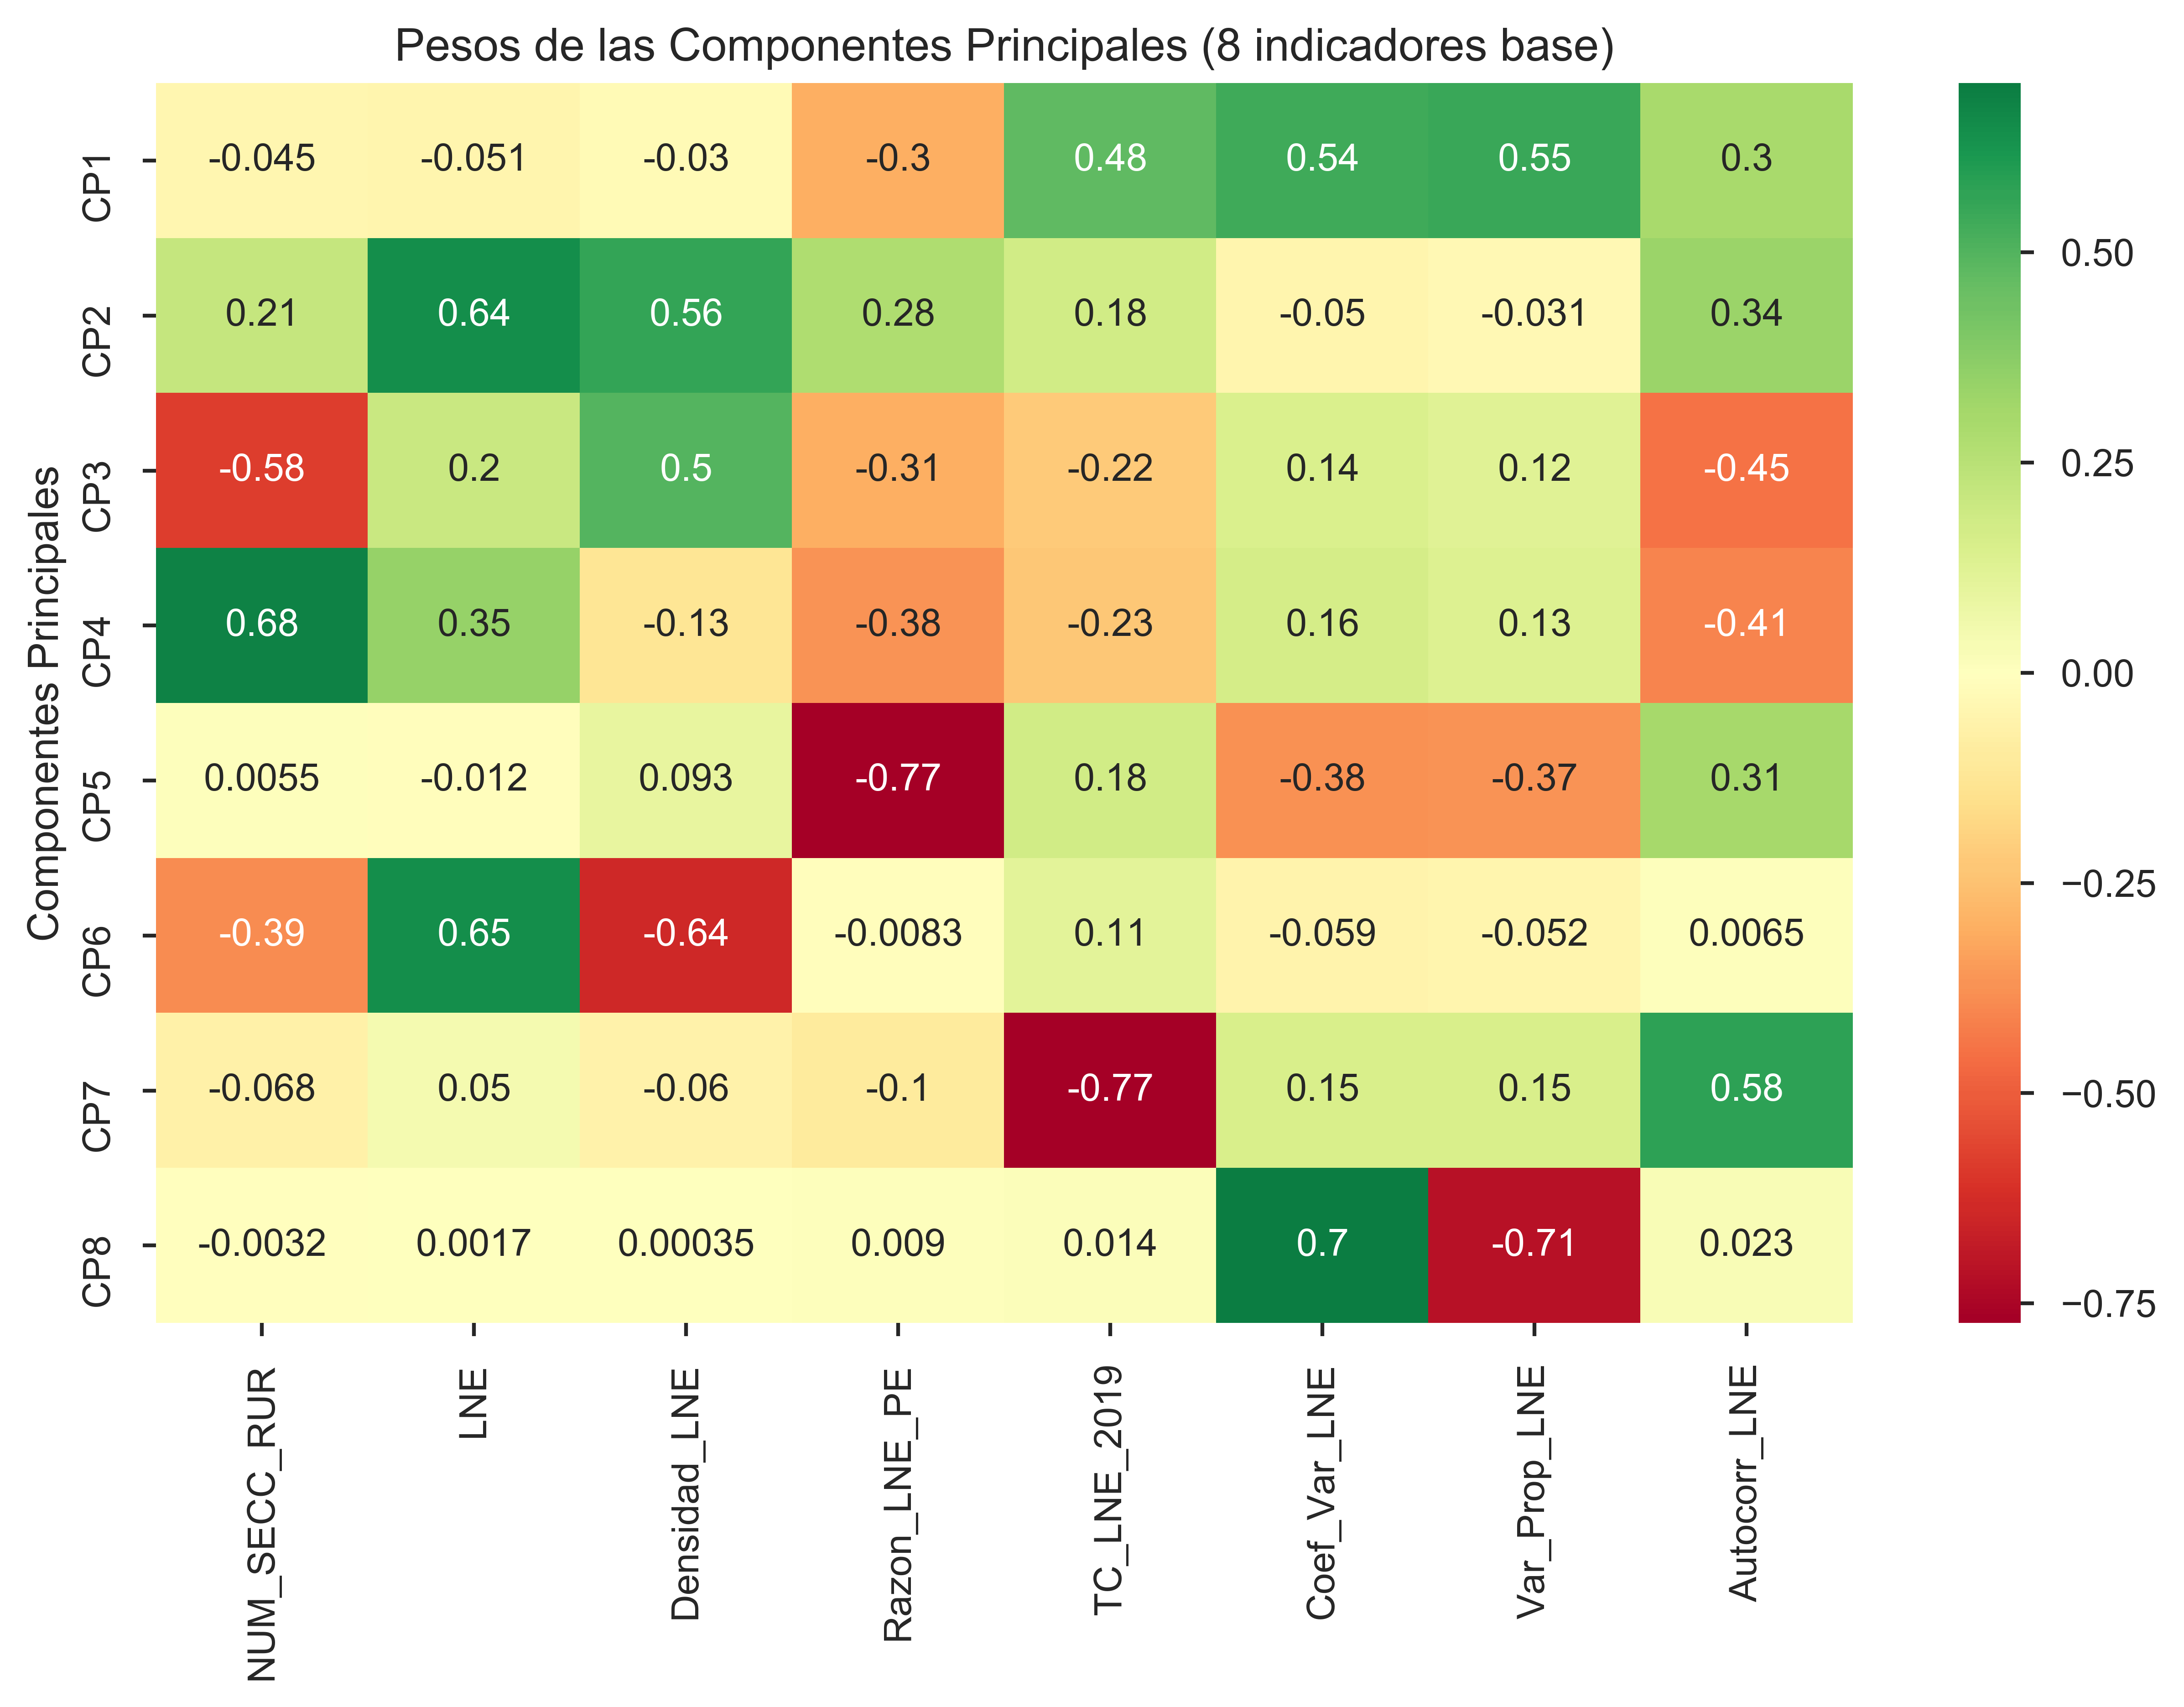 Pesos de las Componentes Principales (8 indicadores base)
Componentes Principales
CP1 -0.045 -0.051 -0.03 -0.3 0.48 0.54 0.55 0.3
CP2 0.21 0.64 0.56 0.28 0.18 -0.05 -0.031 0.34
CP3 -0.58 0.2 0.5 -0.31 -0.22 0.14 0.12 -0.45
CP4 0.68 0.35 -0.13 -0.38 -0.23 0.16 0.13 -0.41
CP5 0.0055 -0.012 0.093 -0.77 0.18 -0.38 -0.37 0.31
CP6 -0.39 0.65 -0.64 -0.0083 0.11 -0.059 -0.052 0.0065
CP7 -0.068 0.05 -0.06 -0.1 -0.77 0.15 0.15 0.58
CP8 -0.0032 0.0017 0.00035 0.009 0.014 0.7 -0.71 0.023
NUM_SECC_RUR
LNE
Densidad_LNE
Razon_LNE_PE
TC_LNE_2019
Coef_Var_LNE
Var_Prop_LNE
Autocorr_LNE
0.50
0.25
0.00
−0.25
−0.50
−0.75